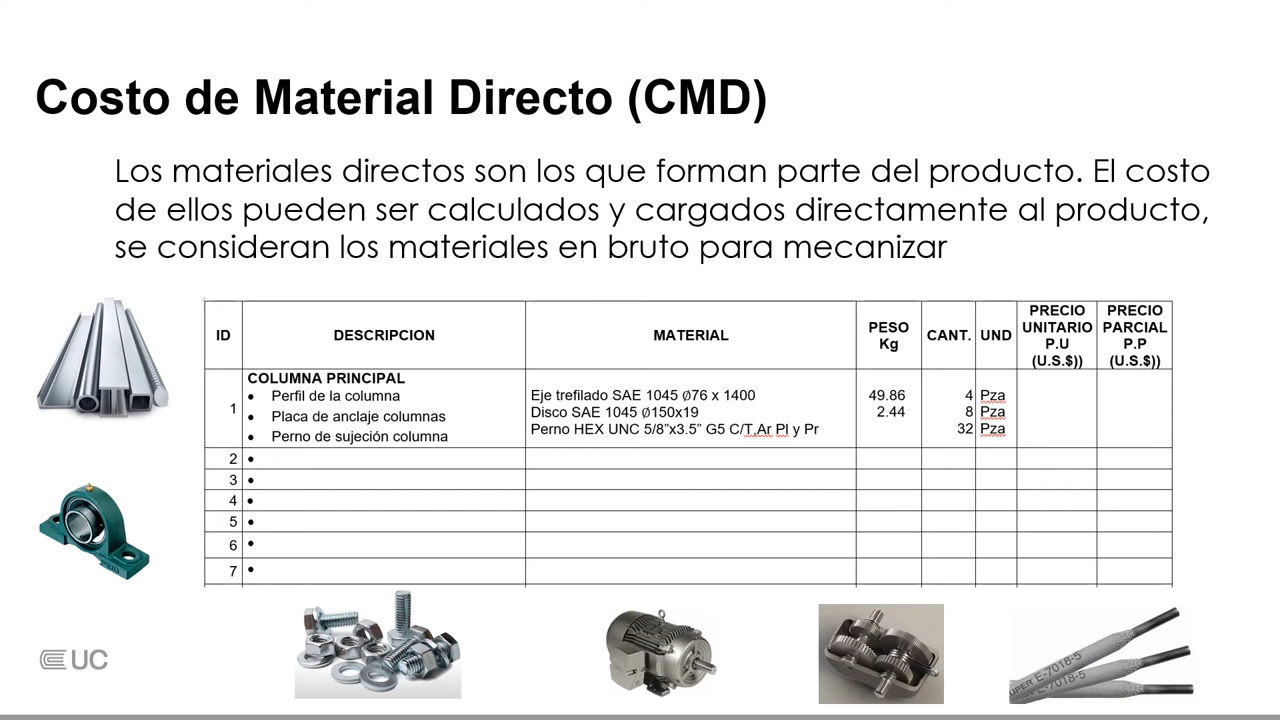 Costo de Material Directo (CMD)
Los materiales directos son los que forman parte del producto. El costo
de ellos pueden ser calculados y cargados directamente al producto,
se consideran los materiales en bruto para mecanizar
ID DESCRIPCION MATERIAL PESO Kg CANT. UND PRECIO UNITARIO P.U (U.S.$)) PRECIO PARCIAL P.P (U.S.$))
COLUMNA PRINCIPAL
1
• Perfil de la columna Eje trefilado SAE 1045 Ø76 x 1400 49.86 4 Pza
• Placa de anclaje columnas Disco SAE 1045 Ø150x19 2.44 8 Pza
• Perno de sujeción columna Perno HEX UNC 5/8”x3.5” G5 C/T,Ar Pl y Pr 32 Pza
2 •
3 •
4 •
5 •
6 •
7 •
UC
SUPER E-7018-5
E-7018-5